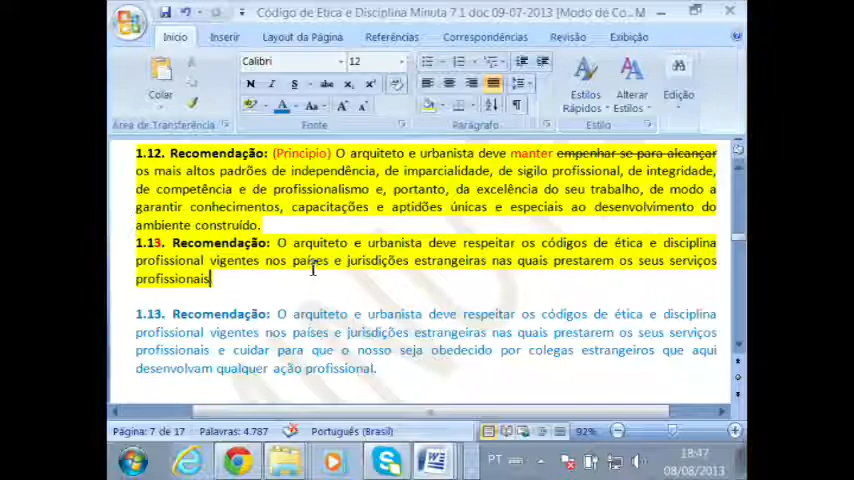 Código de Ética e Disciplina Minuta 7.1 doc 09-07-2013 [Modo de Co... M
Início Inserir Layout da Página Referências Correspondências Revisão Exibição
Calibri 12
Colar
Estilos Rápidos
Alterar Estilos
Edição
Área de Transferência Fonte Parágrafo Estilo
1.12. Recomendação: (Princípio) O arquiteto e urbanista deve manter empenhar-se para alcançar
os mais altos padrões de independência, de imparcialidade, de sigilo profissional, de integridade,
de competência e de profissionalismo e, portanto, da excelência do seu trabalho, de modo a
garantir conhecimentos, capacitações e aptidões únicas e especiais ao desenvolvimento do
ambiente construído.
1.13. Recomendação: O arquiteto e urbanista deve respeitar os códigos de ética e disciplina
profissional vigentes nos países e jurisdições estrangeiras nas quais prestarem os seus serviços
profissionais
1.13. Recomendação: O arquiteto e urbanista deve respeitar os códigos de ética e disciplina
profissional vigentes nos países e jurisdições estrangeiras nas quais prestarem os seus serviços
profissionais e cuidar para que o nosso seja obedecido por colegas estrangeiros que aqui
desenvolvam qualquer ação profissional.
Página: 7 de 17 Palavras: 4.787 Português (Brasil) 92%
PT 18:47
08/08/2013